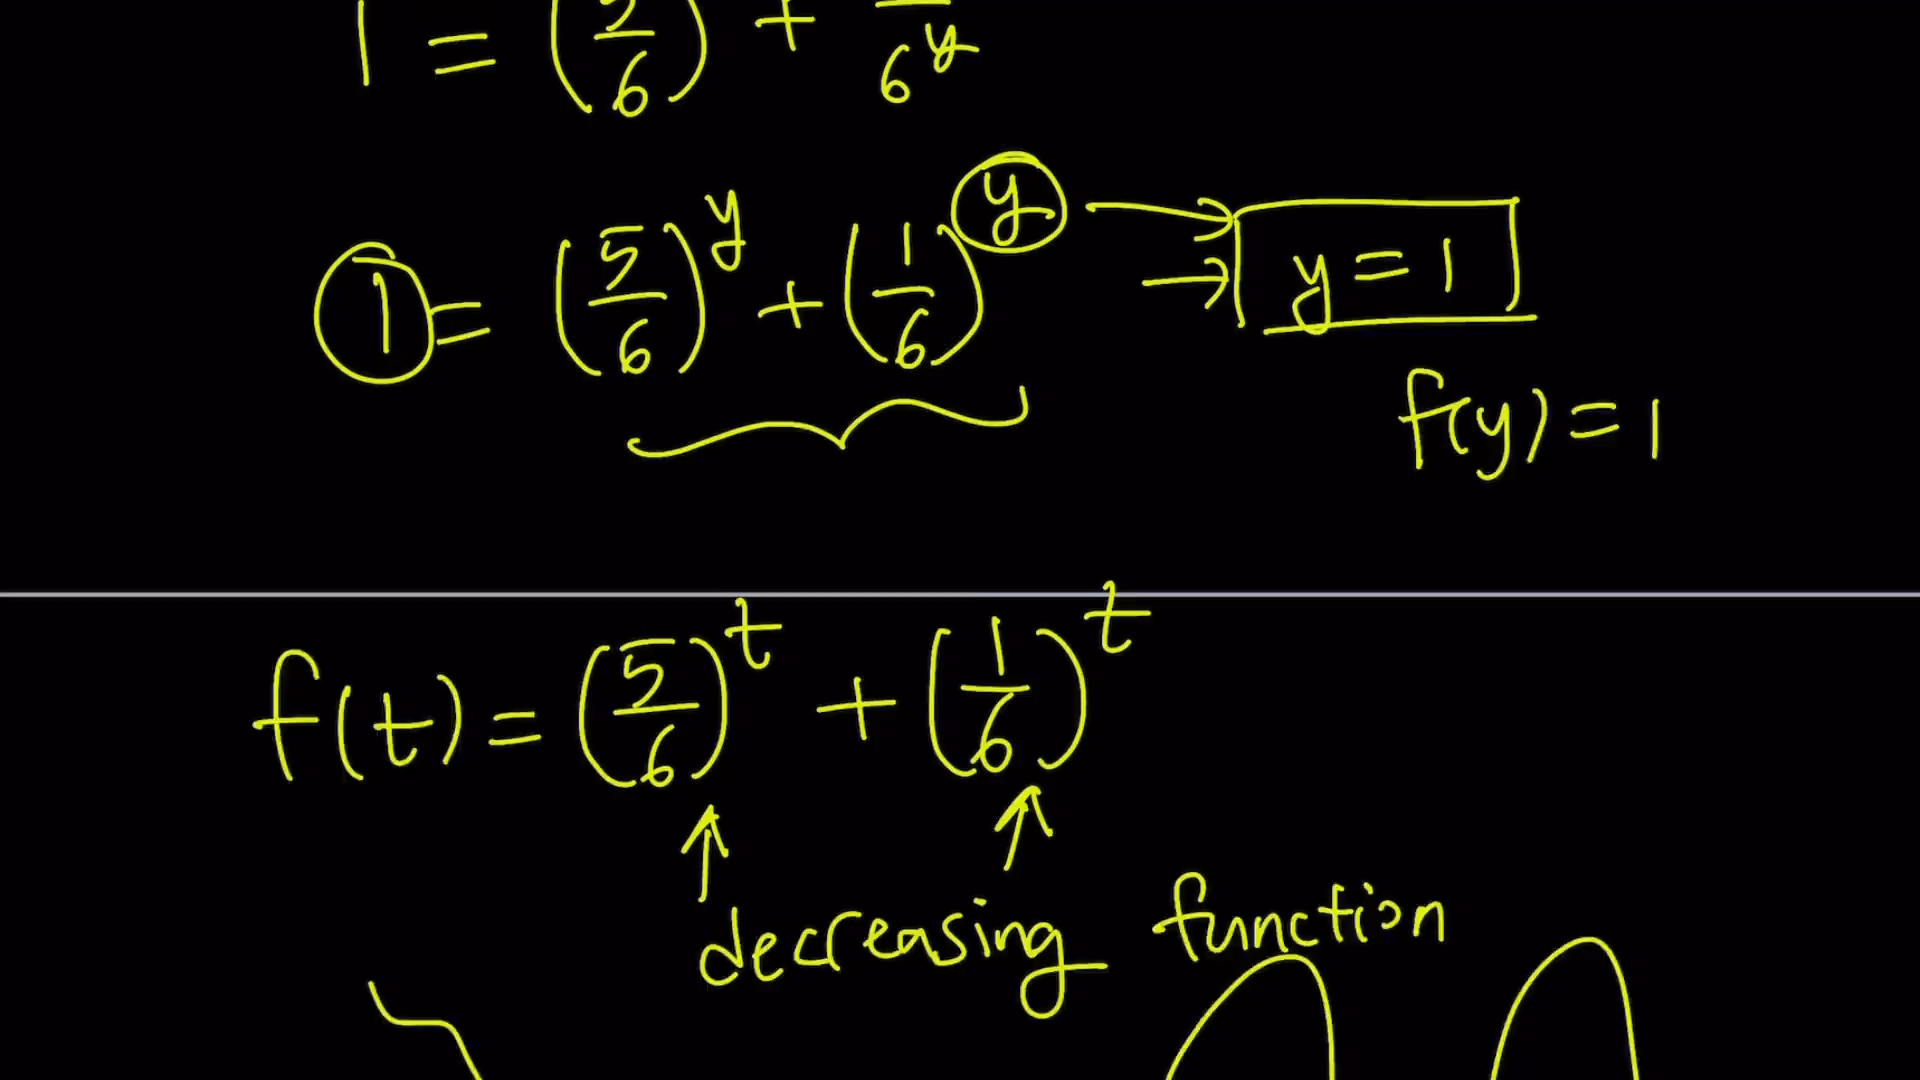 1 = (5/6) + 1/6^y
① = (5/6)^y + (1/6)^y → → y = 1
f(y) = 1
f(t) = (5/6)^t + (1/6)^t
decreasing function